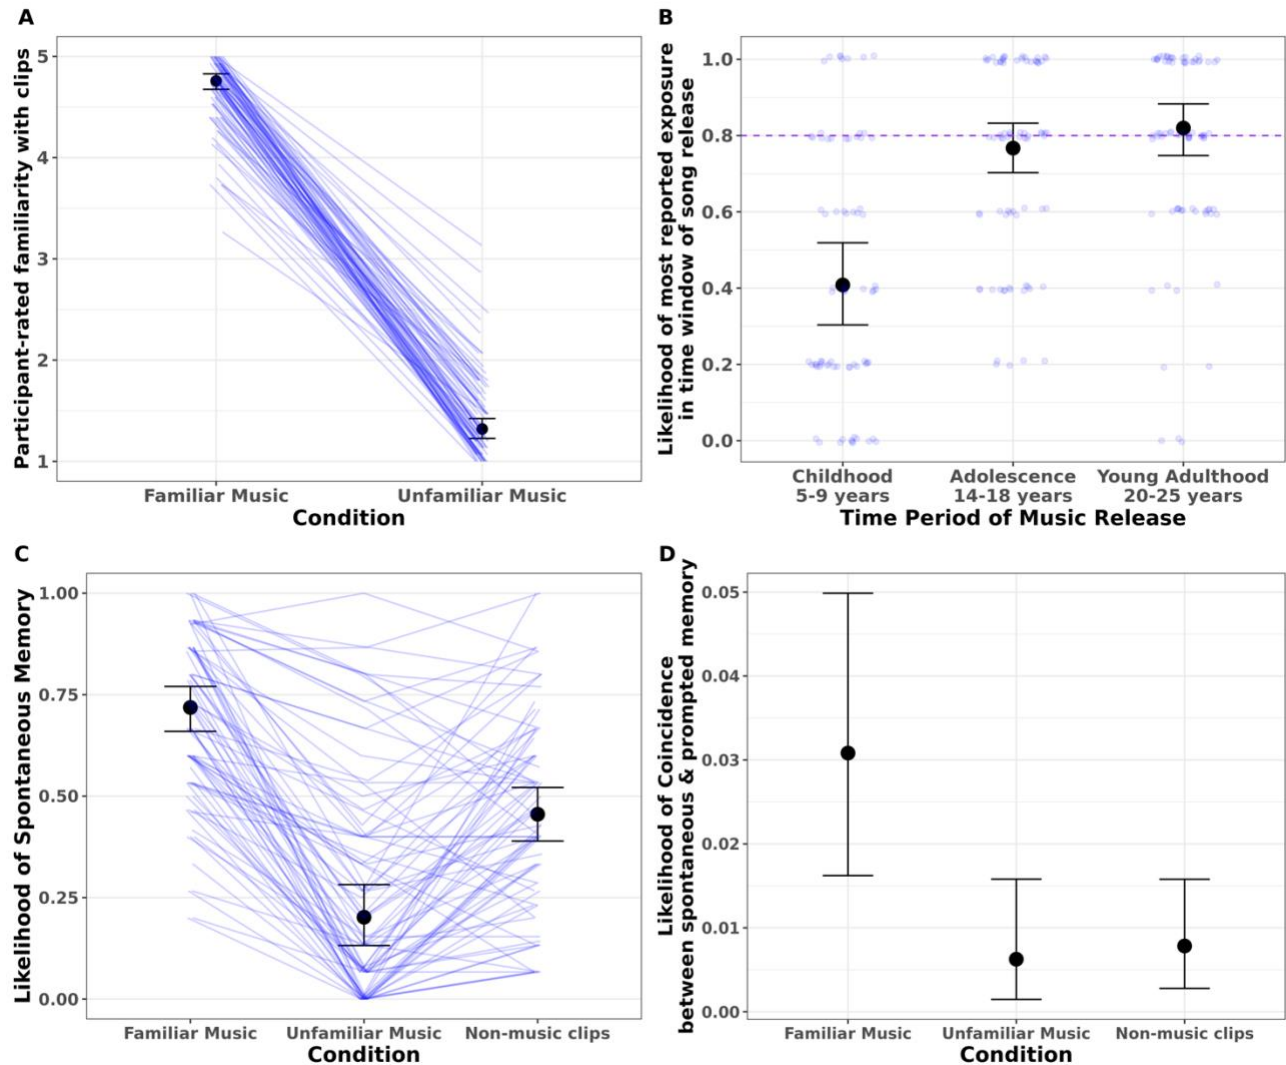 A
Participant-rated familiarity with clips
5
4
3
2
1
Familiar Music
Unfamiliar Music
Condition
B
Likelihood of most reported exposure
in time window of song release
1.0
0.8
0.6
0.4
0.2
0.0
Childhood
5-9 years
Adolescence
14-18 years
Young Adulthood
20-25 years
Time Period of Music Release
C
Likelihood of Spontaneous Memory
1.00
0.75
0.50
0.25
0.00
Familiar Music
Unfamiliar Music
Non-music clips
Condition
D
Likelihood of Coincidence
between spontaneous & prompted memory
0.05
0.04
0.03
0.02
0.01
0.00
Familiar Music
Unfamiliar Music
Non-music clips
Condition